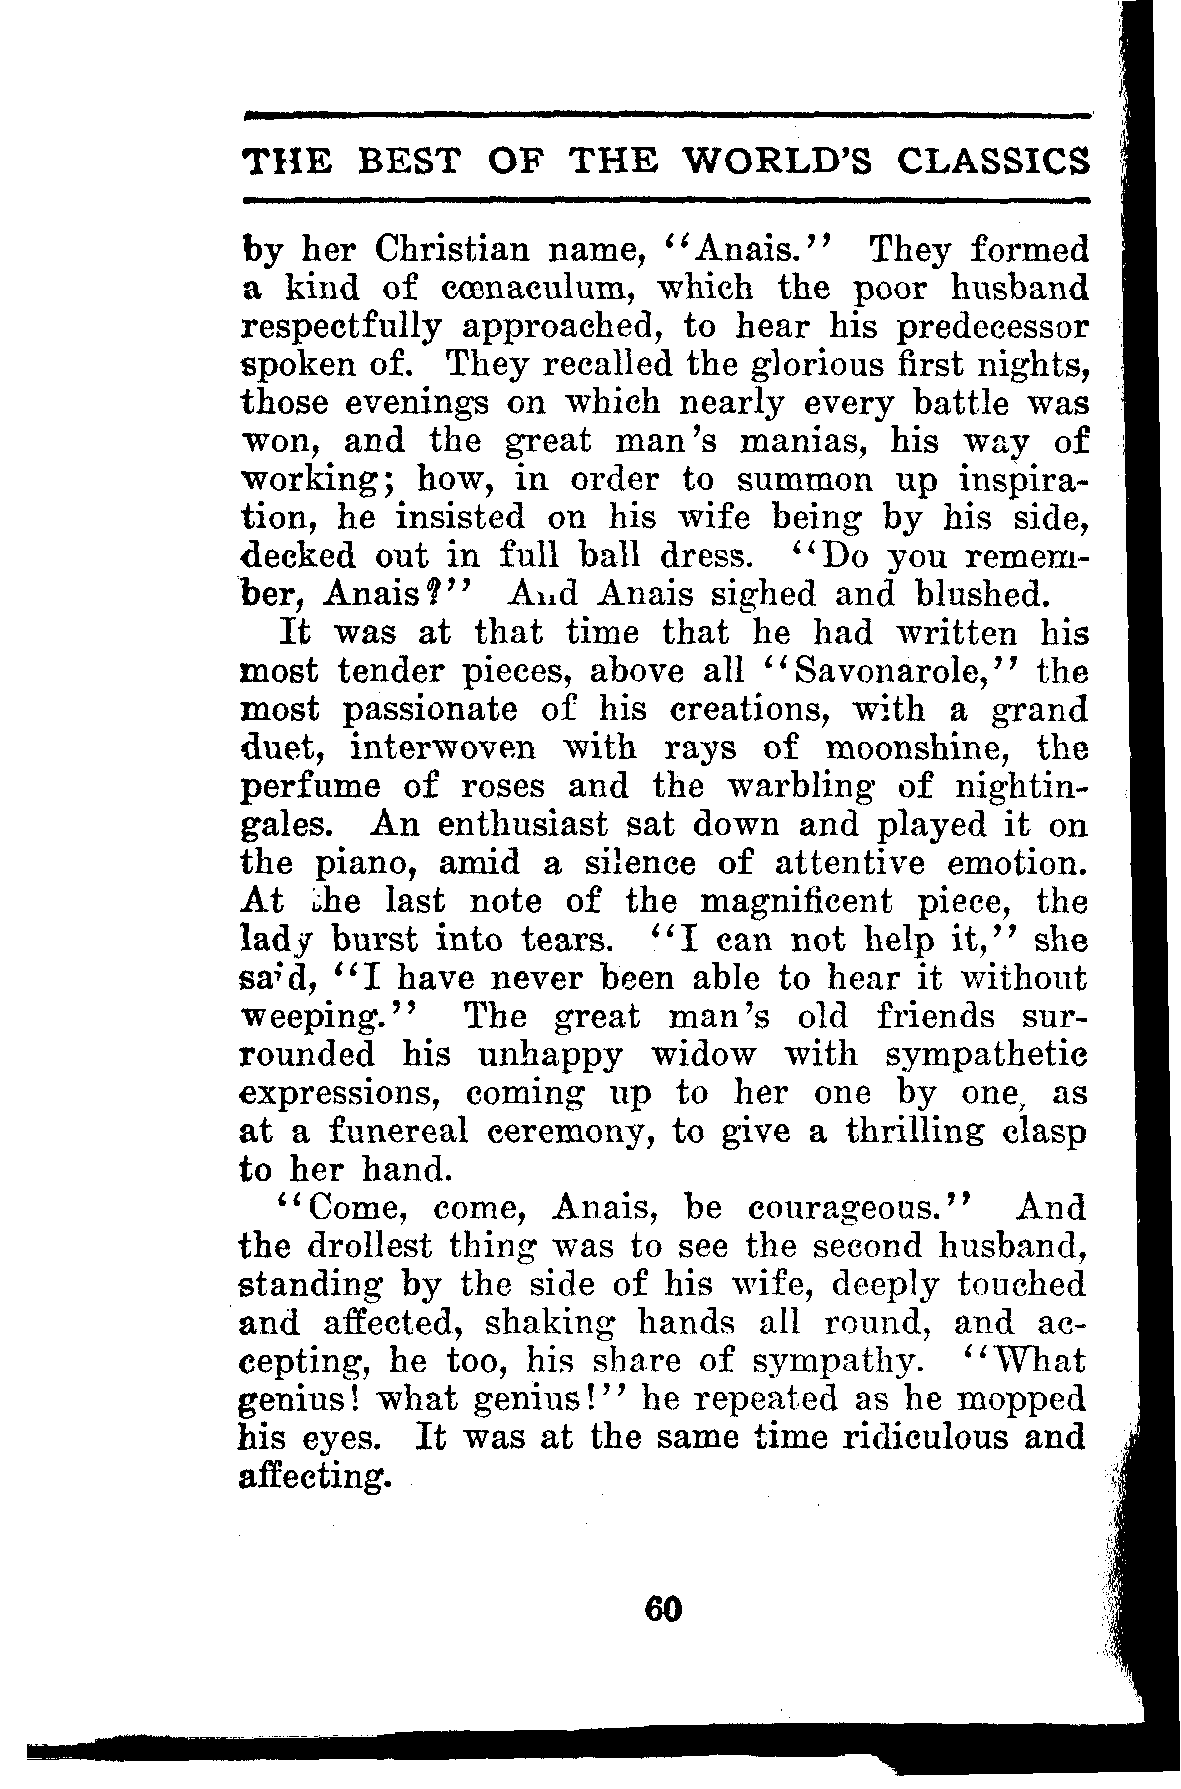 THE BEST OF THE WORLD'S CLASSICS
by her Christian name, "Anais." They formed
a kind of cœnaculum, which the poor husband
respectfully approached, to hear his predecessor
spoken of. They recalled the glorious first nights,
those evenings on which nearly every battle was
won, and the great man's manias, his way of
working; how, in order to summon up inspira-
tion, he insisted on his wife being by his side,
decked out in full ball dress. "Do you remem-
ber, Anais?" And Anais sighed and blushed.
It was at that time that he had written his
most tender pieces, above all "Savonarole," the
most passionate of his creations, with a grand
duet, interwoven with rays of moonshine, the
perfume of roses and the warbling of nightin-
gales. An enthusiast sat down and played it on
the piano, amid a silence of attentive emotion.
At the last note of the magnificent piece, the
lady burst into tears. "I can not help it," she
said, "I have never been able to hear it without
weeping." The great man's old friends sur-
rounded his unhappy widow with sympathetic
expressions, coming up to her one by one, as
at a funereal ceremony, to give a thrilling clasp
to her hand.
"Come, come, Anais, be courageous." And
the drollest thing was to see the second husband,
standing by the side of his wife, deeply touched
and affected, shaking hands all round, and ac-
cepting, he too, his share of sympathy. "What
genius! what genius!" he repeated as he mopped
his eyes. It was at the same time ridiculous and
affecting.
60